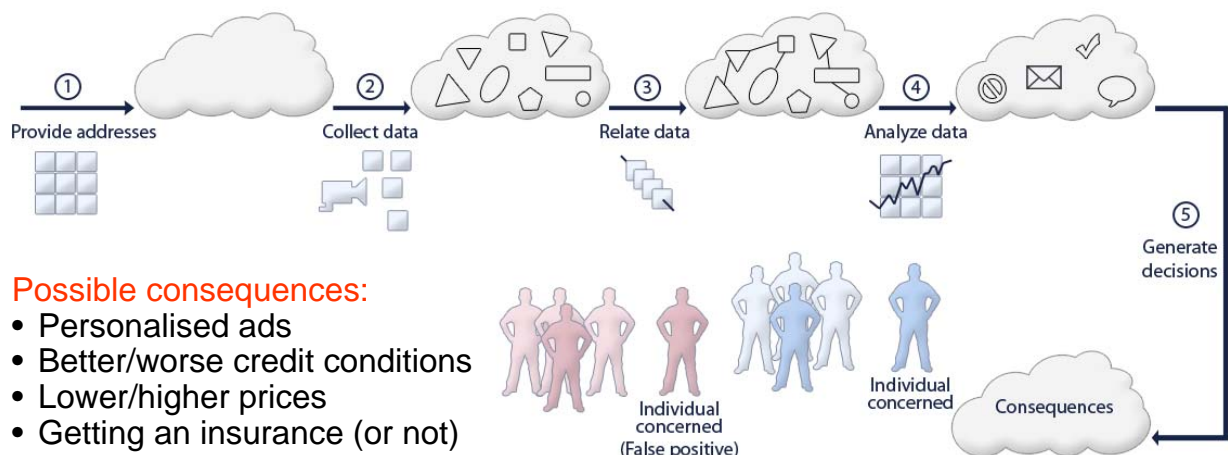 1
Provide addresses
2
Collect data
3
Relate data
4
Analyze data
5
Generate
decisions
Possible consequences:
• Personalised ads
• Better/worse credit conditions
• Lower/higher prices
• Getting an insurance (or not)
Individual
concerned
(False positive)
Individual
concerned
Consequences